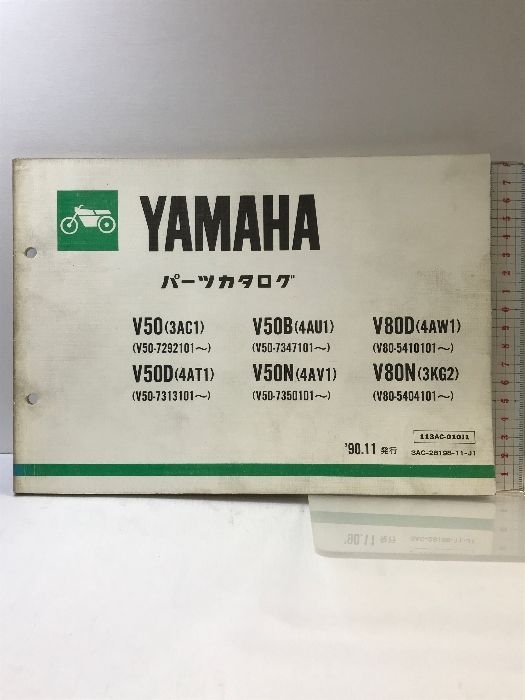 YAMAHA
パーツカタログ
V50(3AC1) V50B(4AU1) V80D(4AW1)
(V50-7292101〜) (V50-7347101〜) (V80-5410101〜)
V50D(4AT1) V50N(4AV1) V80N(3KG2)
(V50-7313101〜) (V50-7350101〜) (V80-5404101〜)
113AC-010J1
'90.11 発行 3AC-28198-11-J1